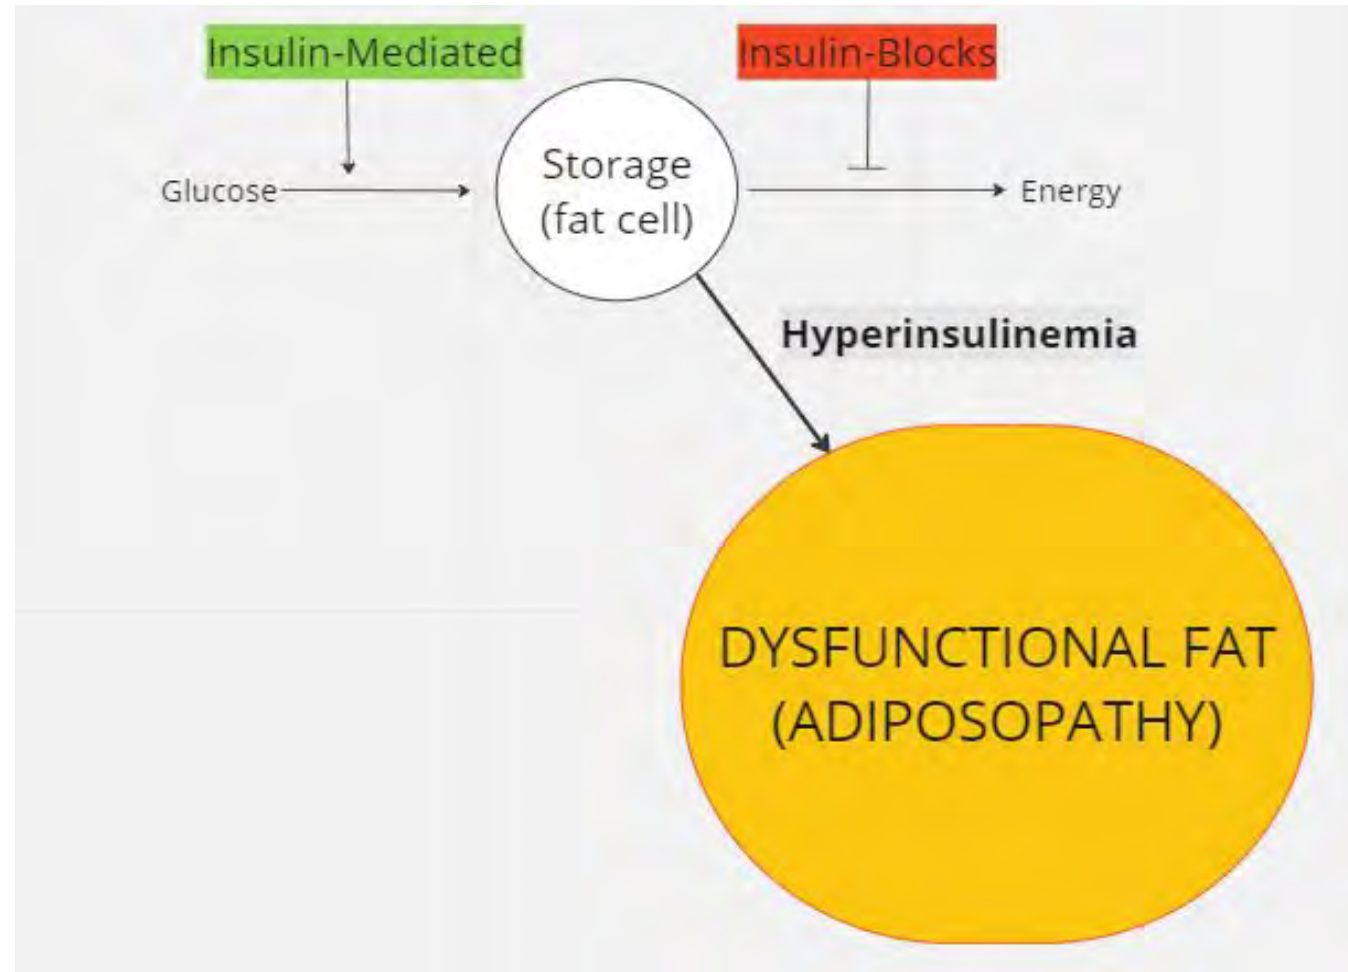 Insulin-Mediated
Insulin-Blocks
Storage
(fat cell)
Glucose
Energy
Hyperinsulinemia
DYSFUNCTIONAL FAT
(ADIPOSOPATHY)